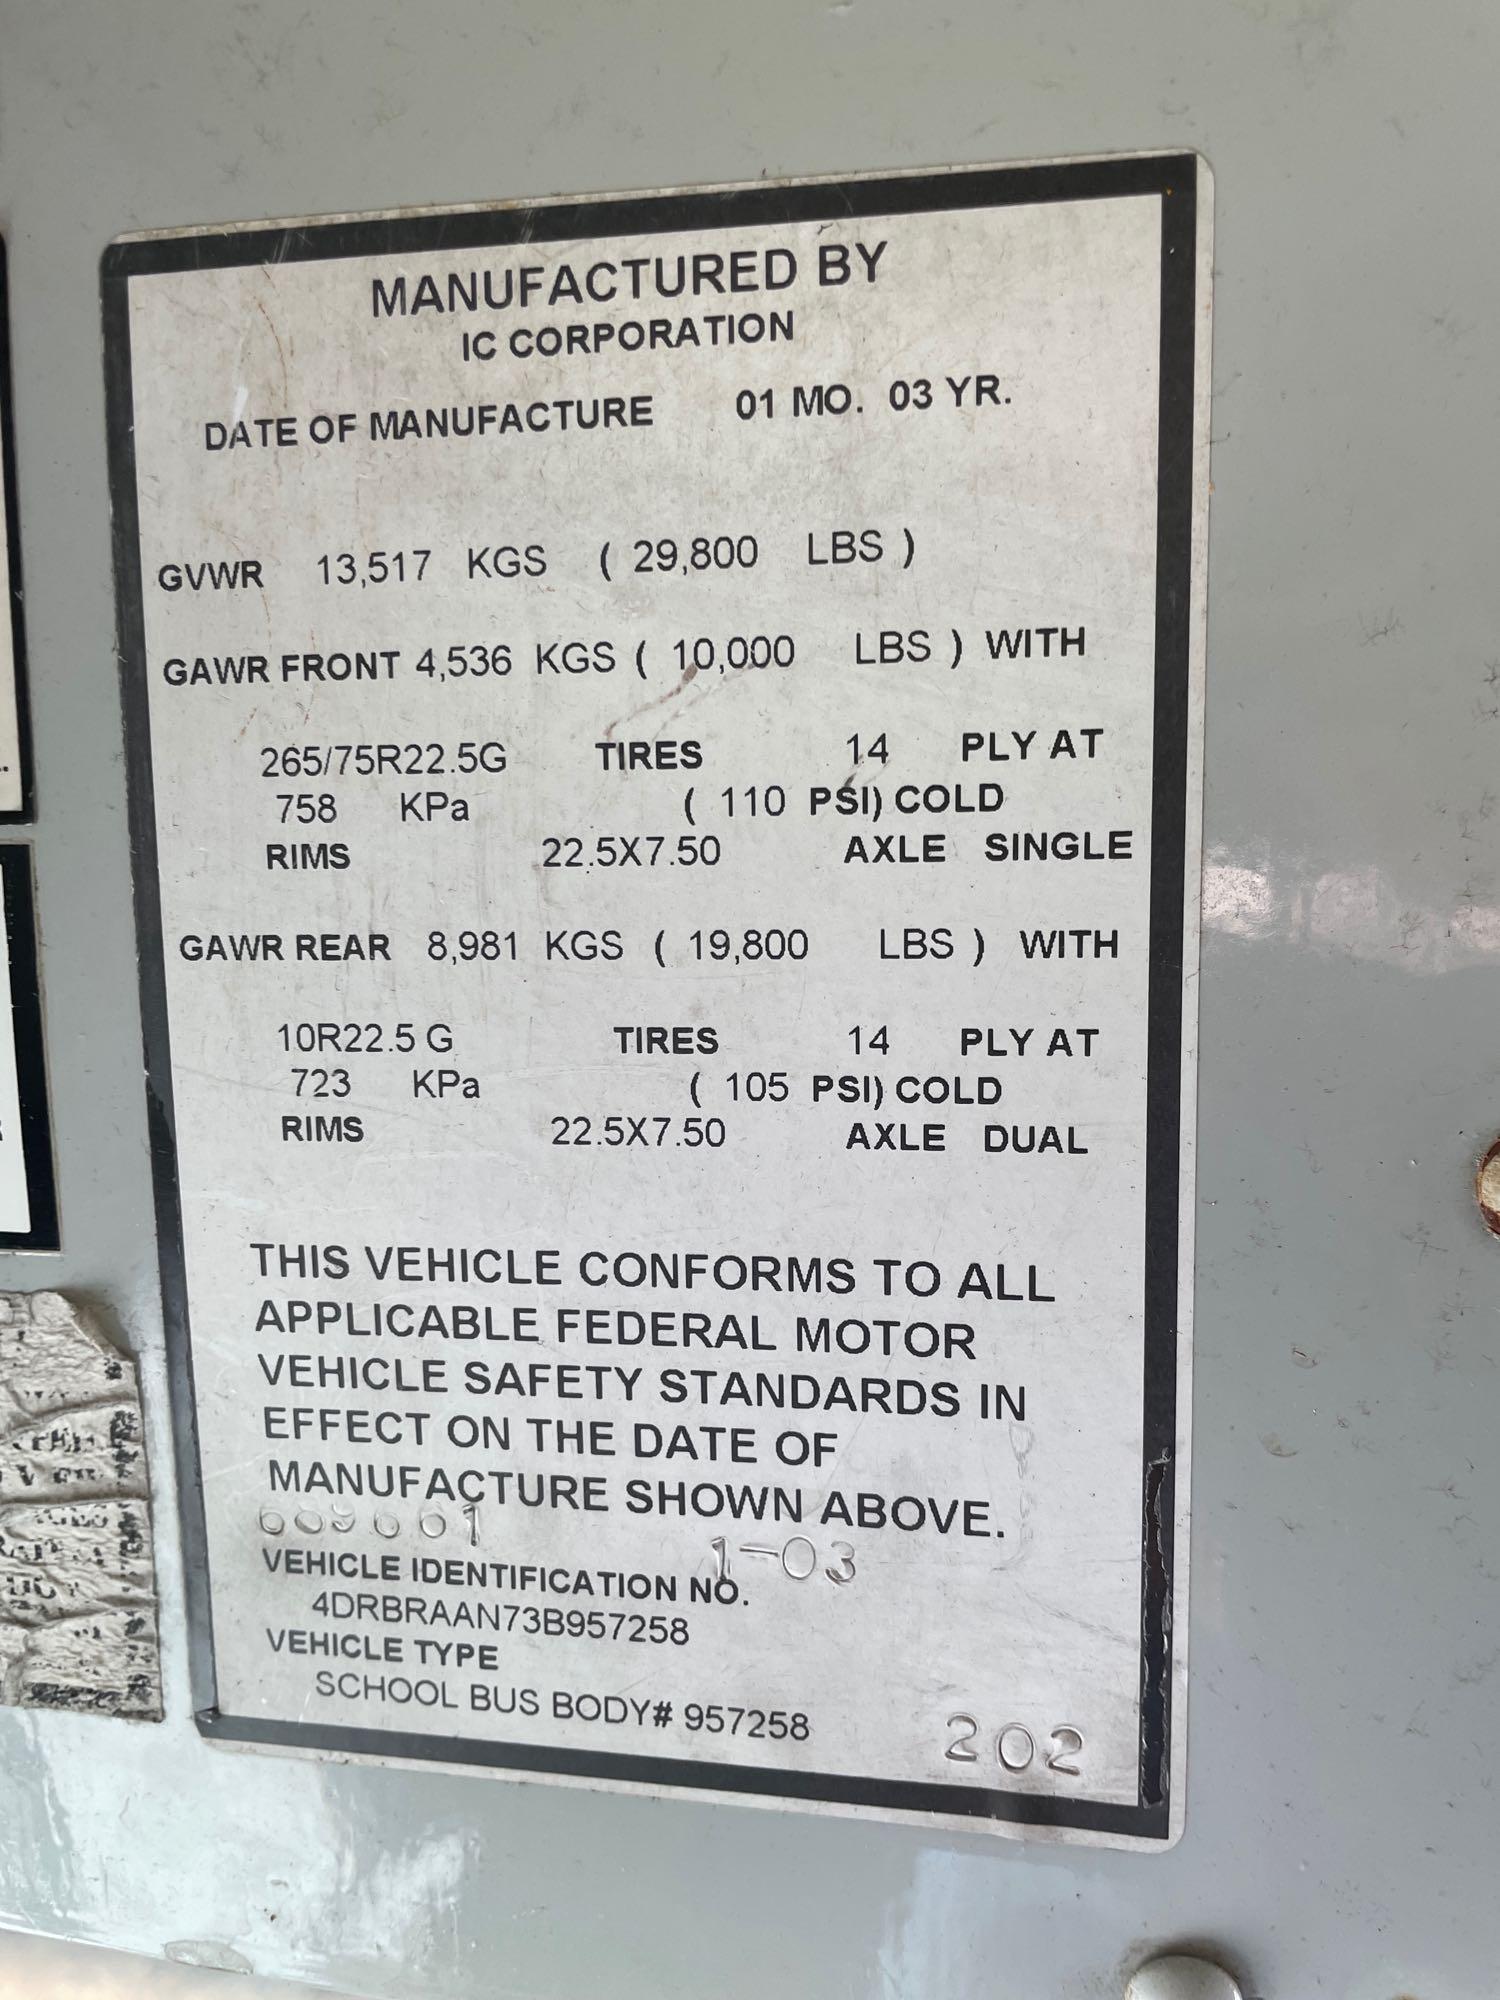 MANUFACTURED BY
IC CORPORATION
DATE OF MANUFACTURE 01 MO. 03 YR.
GVWR 13,517 KGS ( 29,800 LBS )
GAWR FRONT 4,536 KGS ( 10,000 LBS ) WITH
265/75R22.5G TIRES 14 PLY AT
758 KPa ( 110 PSI) COLD
RIMS 22.5X7.50 AXLE SINGLE
GAWR REAR 8,981 KGS ( 19,800 LBS ) WITH
10R22.5 G TIRES 14 PLY AT
723 KPa ( 105 PSI) COLD
RIMS 22.5X7.50 AXLE DUAL
THIS VEHICLE CONFORMS TO ALL
APPLICABLE FEDERAL MOTOR
VEHICLE SAFETY STANDARDS IN
EFFECT ON THE DATE OF
MANUFACTURE SHOWN ABOVE.
1-03
VEHICLE IDENTIFICATION NO.
4DRBRAAN73B957258
VEHICLE TYPE
SCHOOL BUS BODY# 957258
202